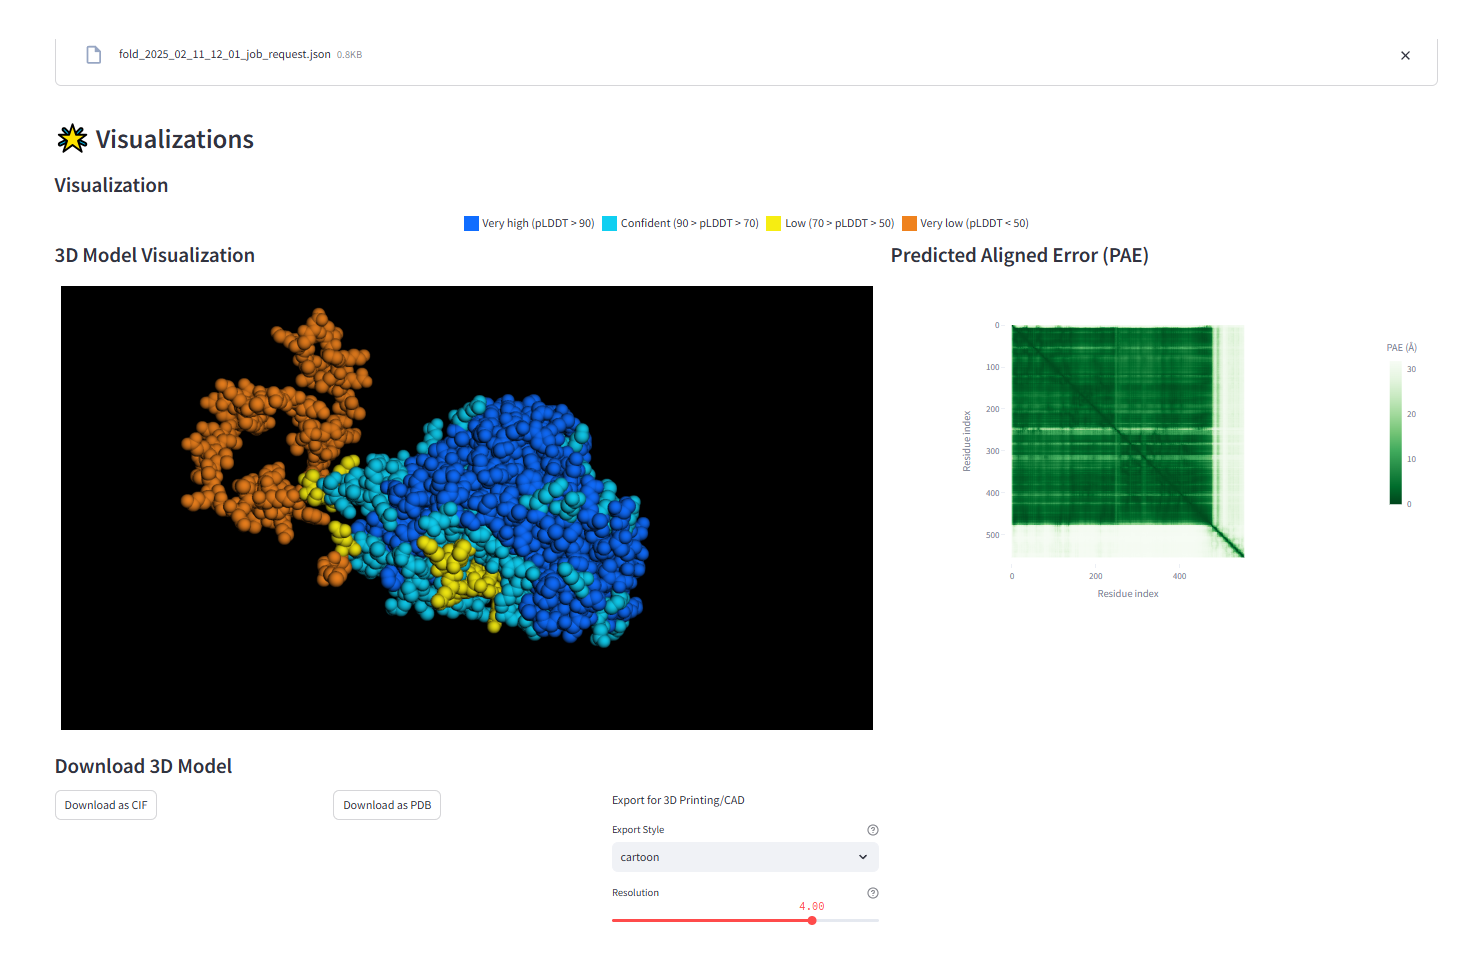 fold_2025_02_11_12_01_job_request.json 0.8KB
Visualizations
Visualization
Very high (pLDDT > 90) Confident (90 > pLDDT > 70) Low (70 > pLDDT > 50) Very low (pLDDT < 50)
3D Model Visualization
Predicted Aligned Error (PAE)
0
100
200
300
400
500
Residue index
0 200 400
Residue index
PAE (Å)
30
20
10
0
Download 3D Model
Download as CIF
Download as PDB
Export for 3D Printing/CAD
Export Style
cartoon
Resolution
4.00